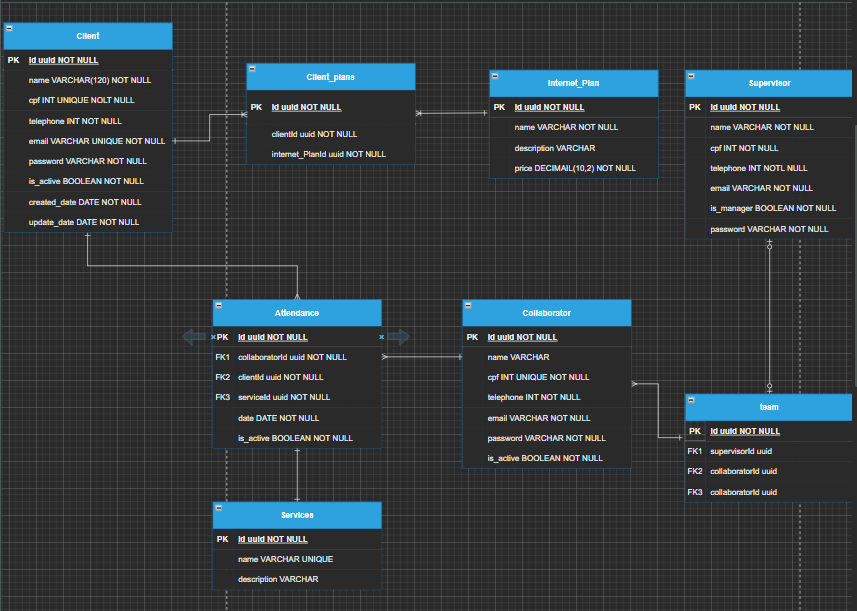 Client
PK id uuid NOT NULL
name VARCHAR(120) NOT NULL
cpf INT UNIQUE NOLT NULL
telephone INT NOT NULL
email VARCHAR UNIQUE NOT NULL
password VARCHAR NOT NULL
is_active BOOLEAN NOT NULL
created_date DATE NOT NULL
update_date DATE NOT NULL
Client_plans
PK id uuid NOT NULL
clientId uuid NOT NULL
internet_PlanId uuid NOT NULL
Internet_Plan
PK id uuid NOT NULL
name VARCHAR NOT NULL
description VARCHAR
price DECIMAIL(10,2) NOT NULL
Supervisor
PK id uuid NOT NULL
name VARCHAR NOT NULL
cpf INT NOT NULL
telephone INT NOTL NULL
email VARCHAR NOT NULL
is_manager BOOLEAN NOT NULL
password VARCHAR NOT NULL
Attendance
PK id uuid NOT NULL
FK1 collaboratorId uuid NOT NULL
FK2 clientId uuid NOT NULL
FK3 serviceId uuid NOT NULL
date DATE NOT NULL
is_active BOOLEAN NOT NULL
Collaborator
PK id uuid NOT NULL
name VARCHAR
cpf INT UNIQUE NOT NULL
telephone INT NOT NULL
email VARCHAR NOT NULL
password VARCHAR NOT NULL
is_active BOOLEAN NOT NULL
team
PK id uuid NOT NULL
FK1 supervisorId uuid
FK2 collaboratorId uuid
FK3 collaboratorId uuid
Services
PK id uuid NOT NULL
name VARCHAR UNIQUE
description VARCHAR